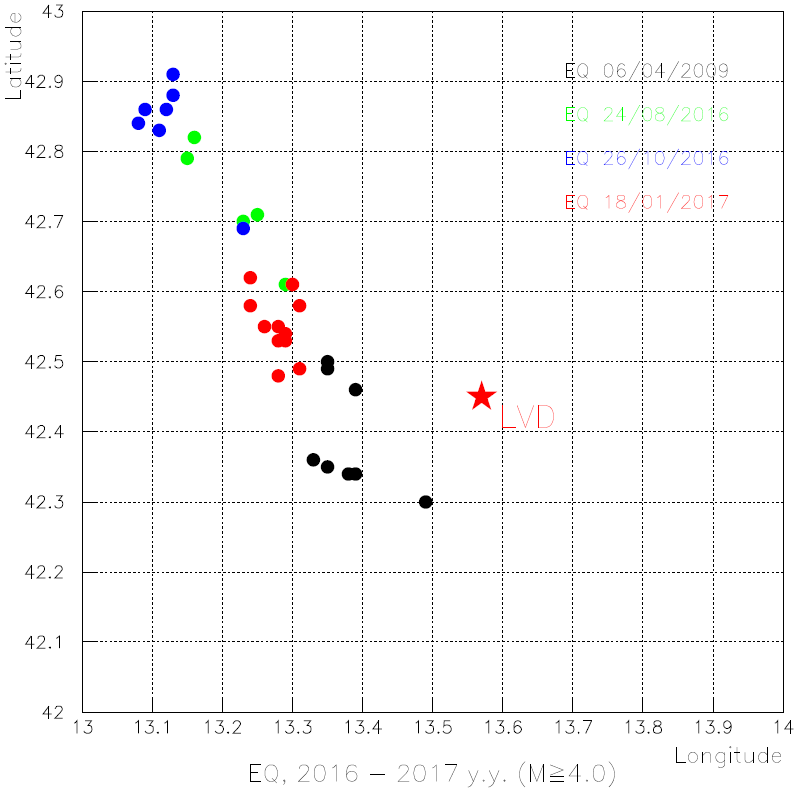 43
Latitude
42.9
42.8
42.7
42.6
42.5
42.4
42.3
42.2
42.1
42
EQ 06/04/2009
EQ 24/08/2016
EQ 26/10/2016
EQ 18/01/2017
LVD
13 13.1 13.2 13.3 13.4 13.5 13.6 13.7 13.8 13.9 14
Longitude
EQ, 2016 – 2017 y.y. (M≧4.0)